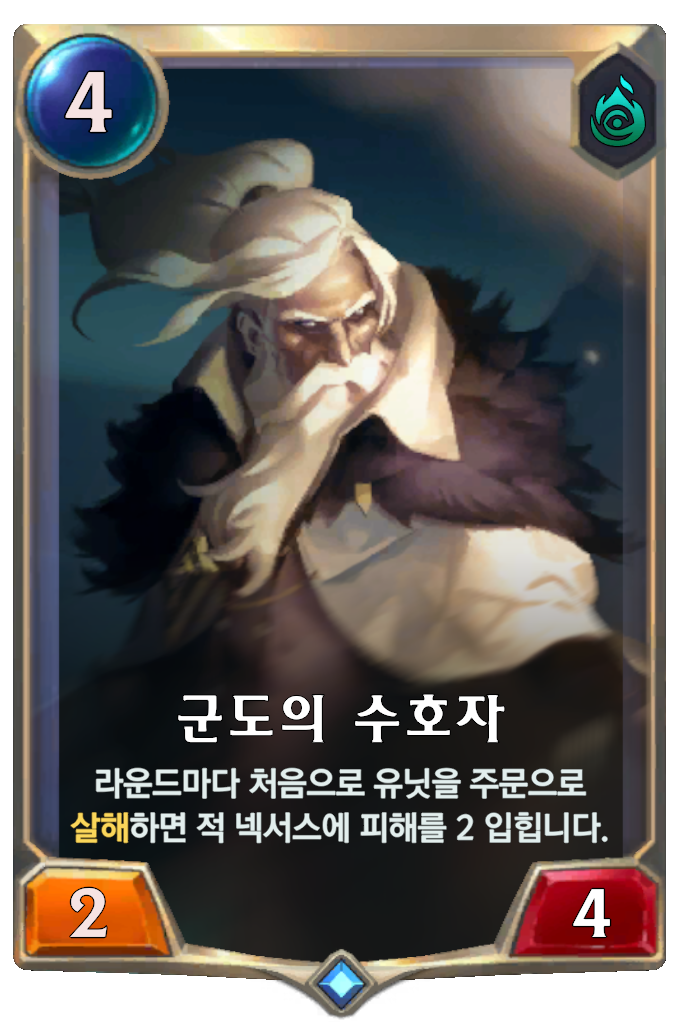 4
군도의 수호자
라운드마다 처음으로 유닛을 주문으로
살해하면 적 넥서스에 피해를 2 입힙니다.
2
4